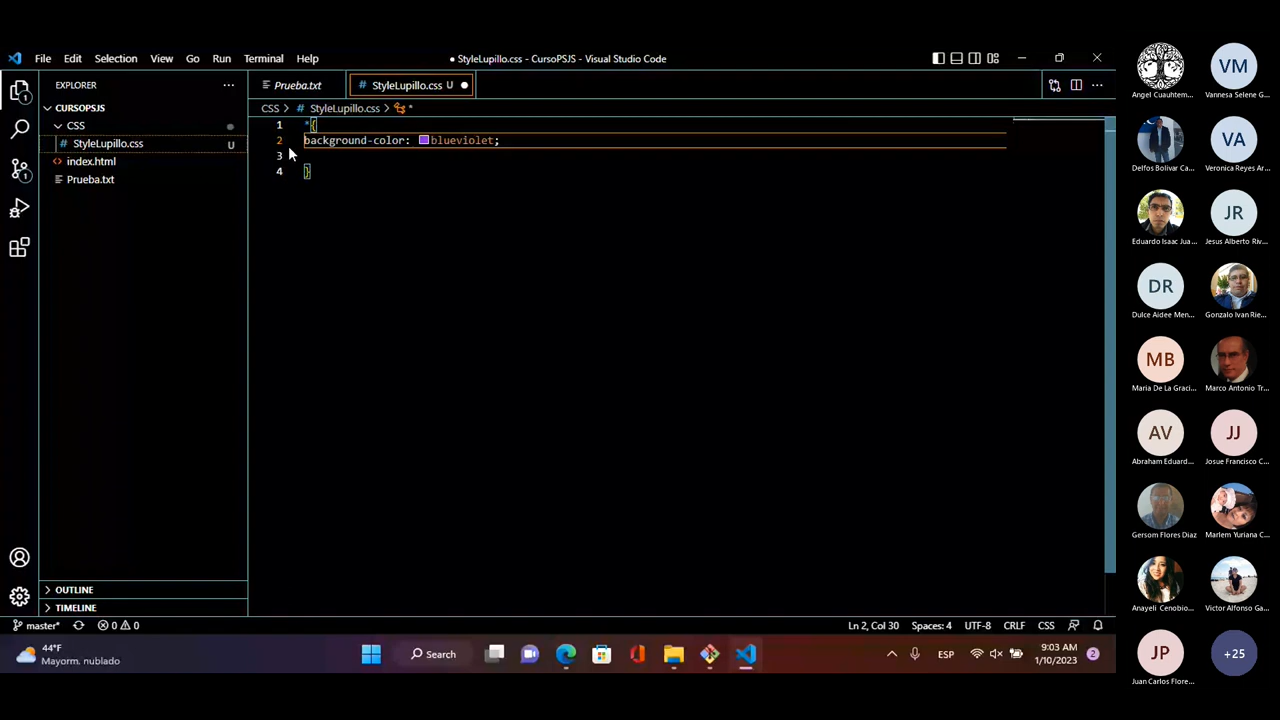 File Edit Selection View Go Run Terminal Help
● StyleLupillo.css - CursoPSJS - Visual Studio Code
EXPLORER
CURSOPSJS
CSS
# StyleLupillo.css U
<> index.html
Prueba.txt
OUTLINE
TIMELINE
Prueba.txt
# StyleLupillo.css U ●
CSS > # StyleLupillo.css > *
1 *{
2 background-color: blueviolet;
3
4 }
1
1
master*
0 0
Ln 2, Col 30 Spaces: 4 UTF-8 CRLF CSS
44°F
Mayorm. nublado
Search
ESP
9:03 AM
1/10/2023
2
Angel Cuauhtem...
VM
Vannesa Selene G...
Delfos Bolivar Ca...
VA
Veronica Reyes Ar...
Eduardo Isaac Jua...
JR
Jesus Alberto Riv...
DR
Dulce Aidee Men...
Gonzalo Ivan Rie...
MB
Maria De La Graci...
Marco Antonio Tr...
AV
Abraham Eduard...
JJ
Josue Francisco C...
Gersom Flores Diaz
Marlem Yuriana C...
Anayeli Cenobio...
Victor Alfonso Ga...
JP
Juan Carlos Flore...
+25